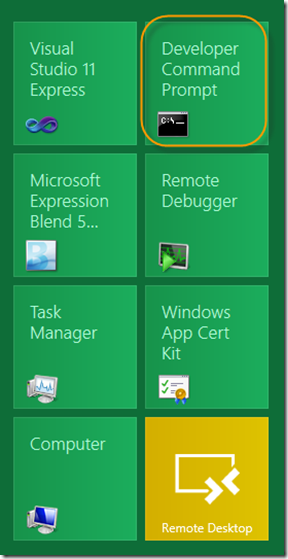 Visual
Studio 11
Express
Developer
Command
Prompt
C:\_
Microsoft
Expression
Blend 5...
Remote
Debugger
Task
Manager
Windows
App Cert
Kit
Computer
Remote Desktop